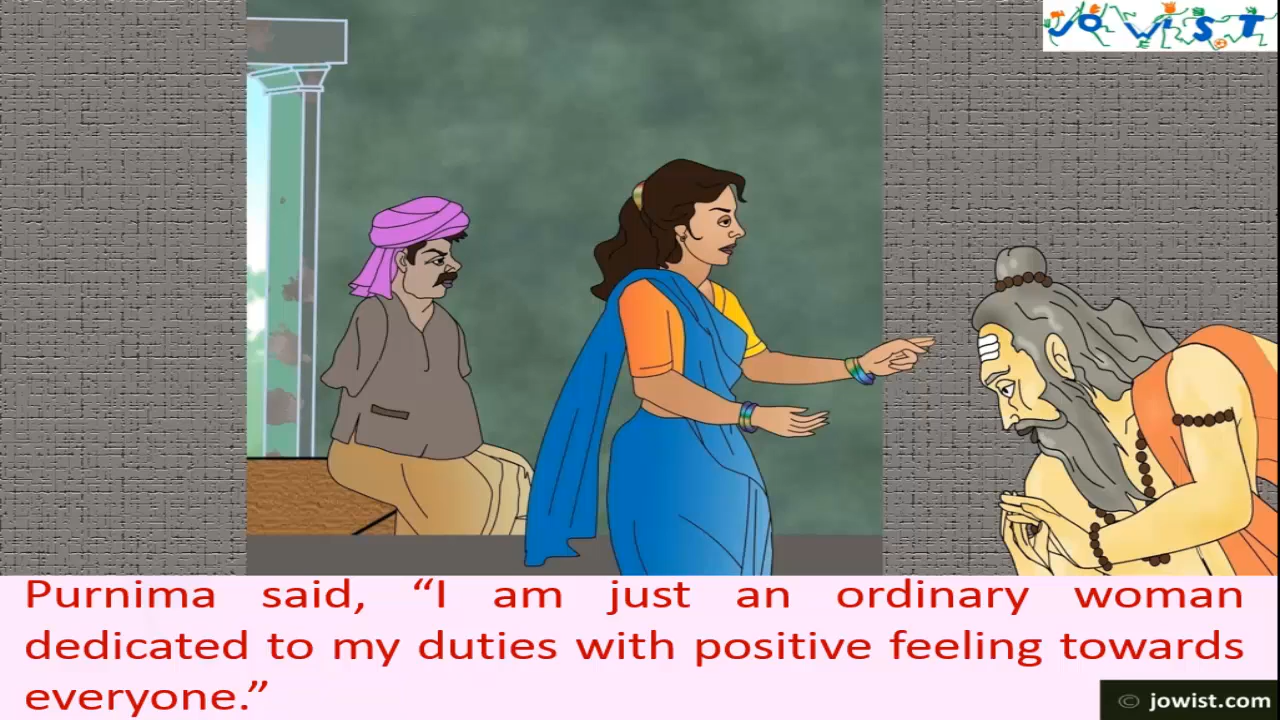 JOWIST
Purnima said, “I am just an ordinary woman
dedicated to my duties with positive feeling towards
everyone.”
© jowist.com